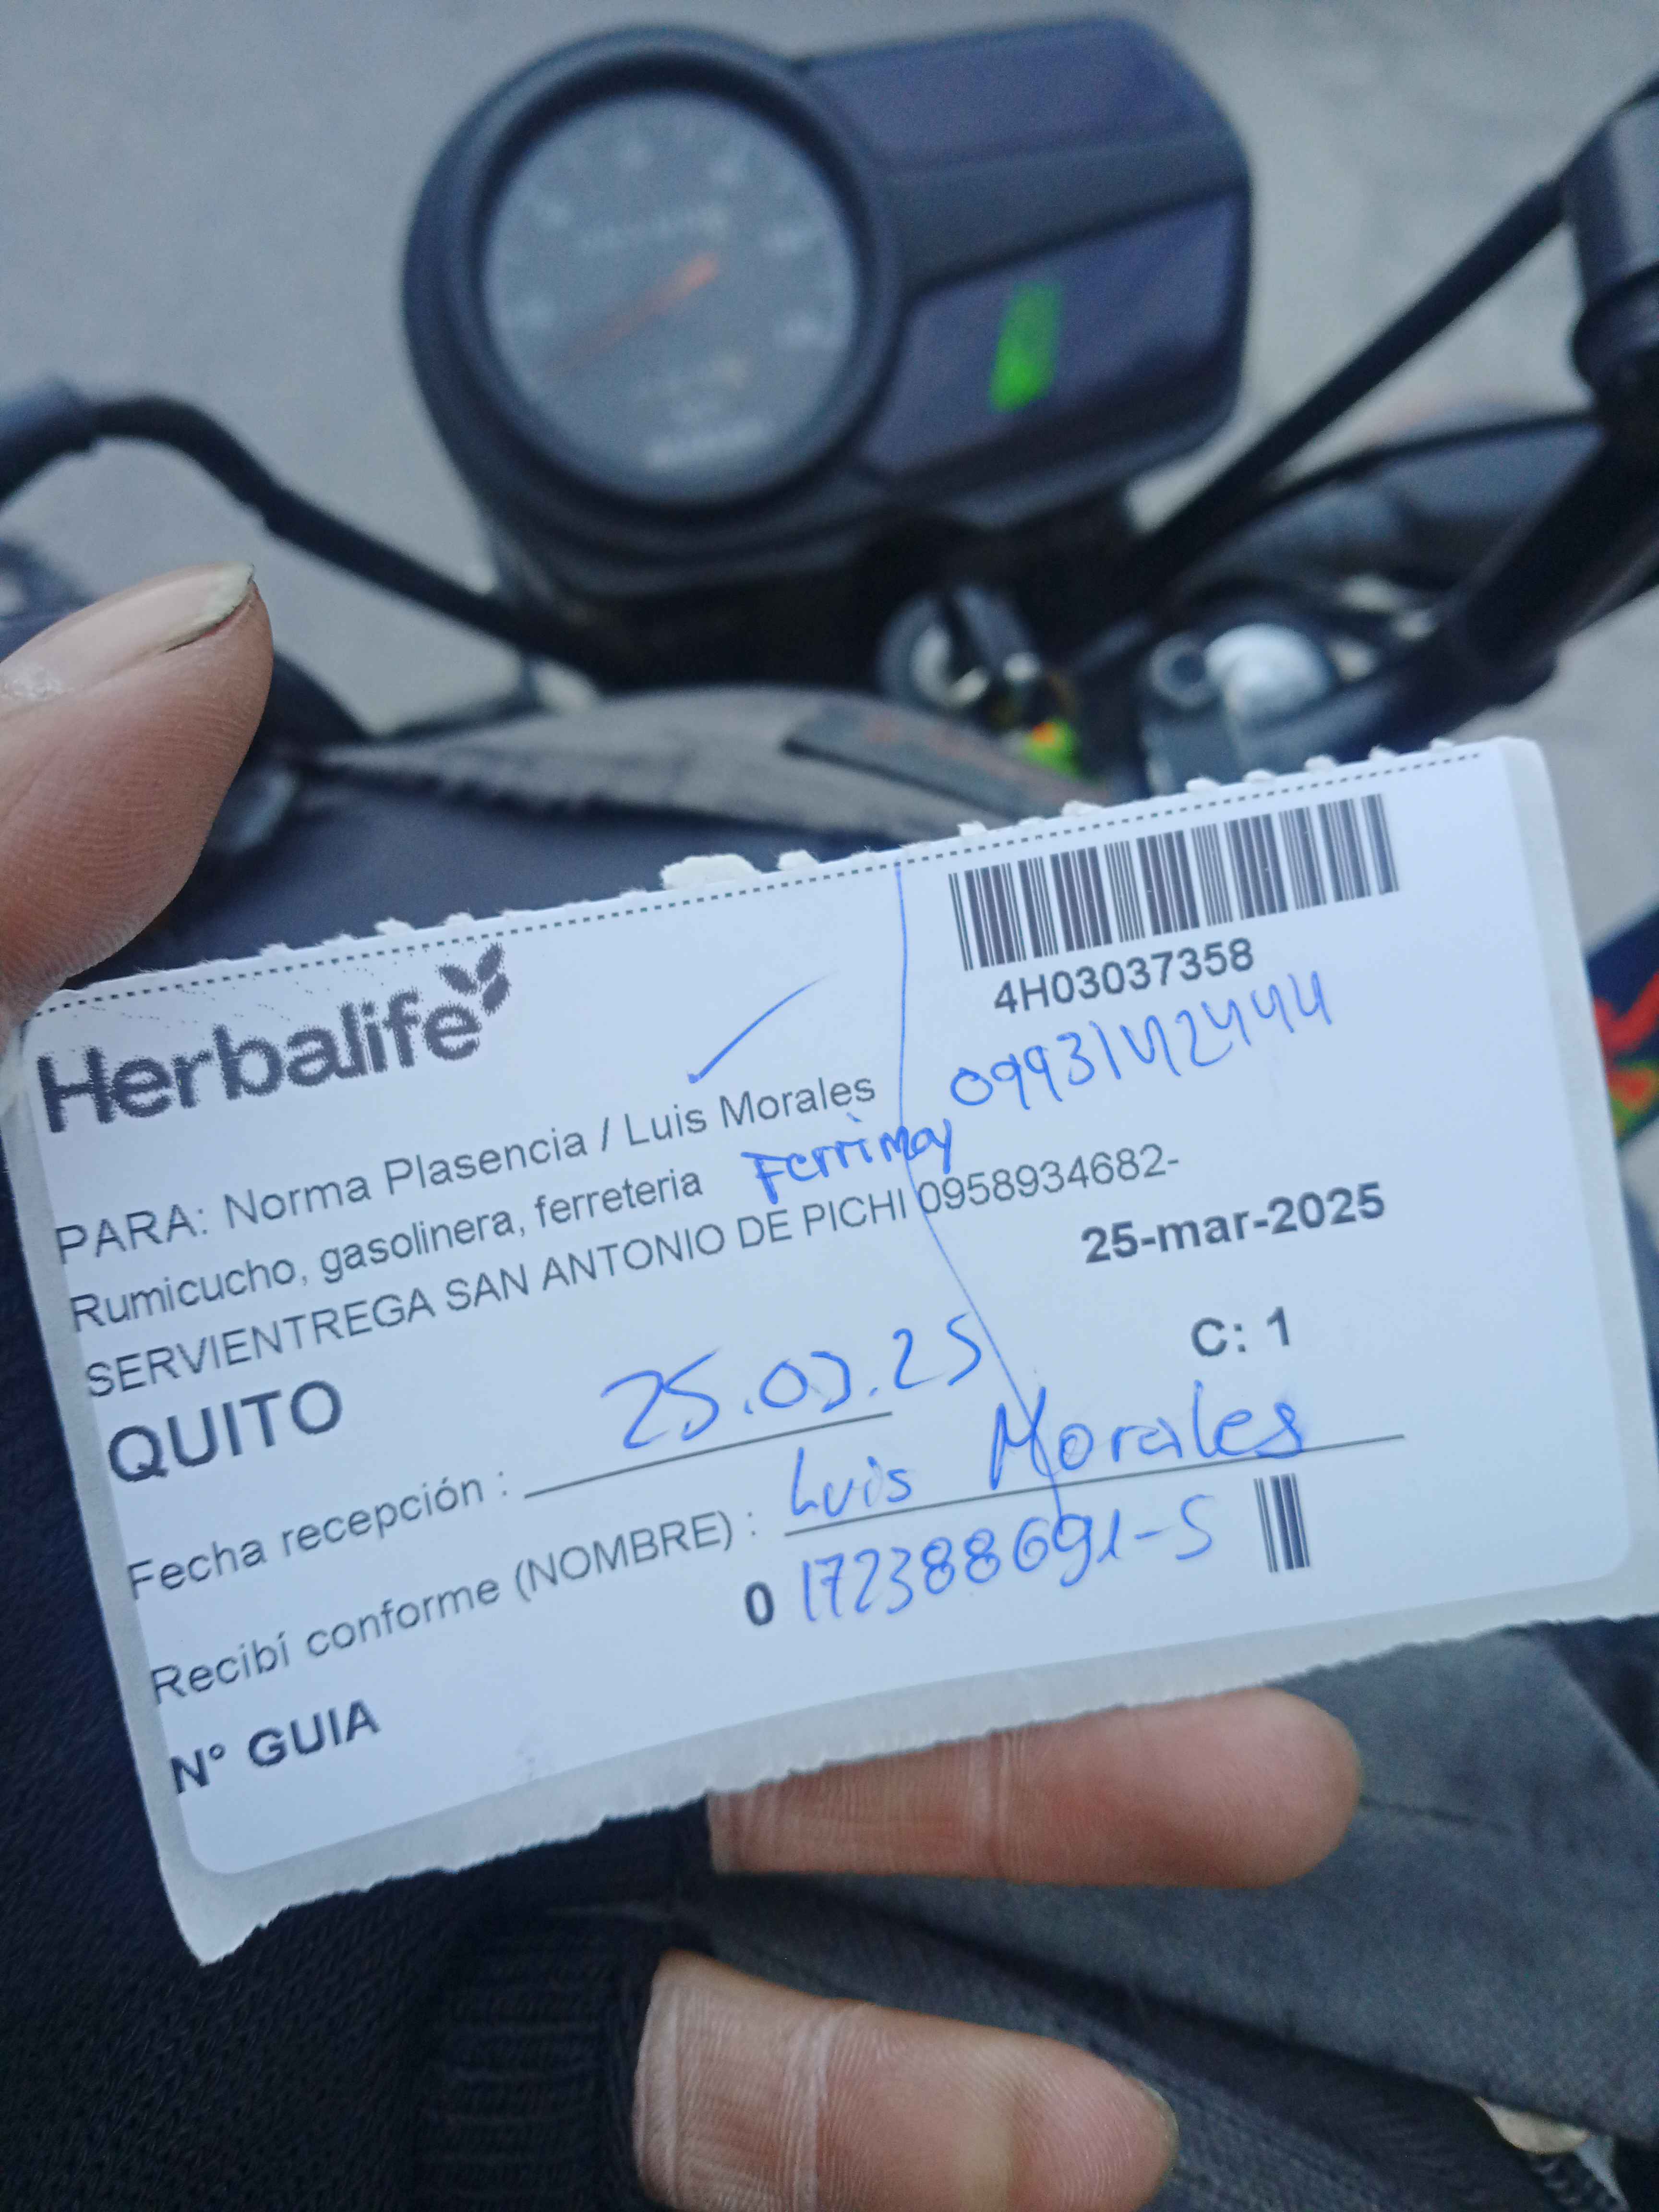 Herbalife
4H03037358
0993142444
PARA: Norma Plasencia / Luis Morales
Rumicucho, gasolinera, ferreteria Ferrimoy
SERVIENTREGA SAN ANTONIO DE PICHI 0958934682-
QUITO
25-mar-2025
C: 1
Fecha recepción : 25.03.25
Recibí conforme (NOMBRE) : Luis Morales
0 172388691-5
N° GUIA